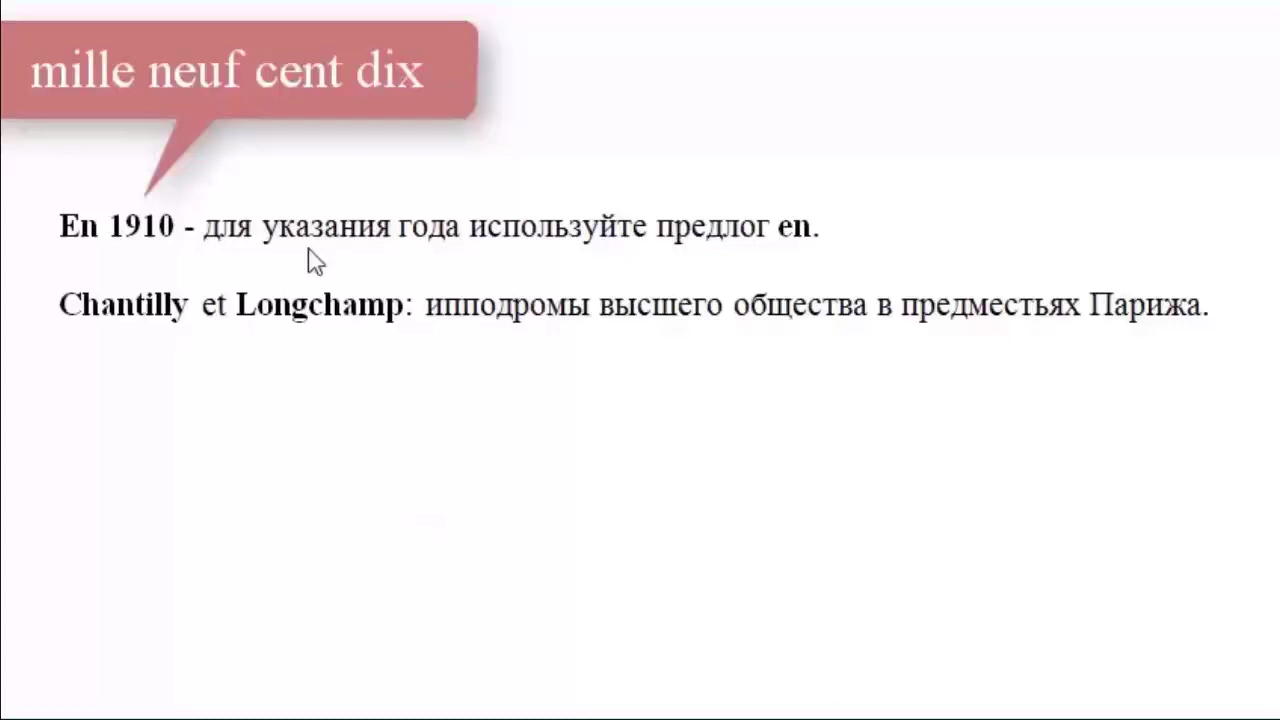 mille neuf cent dix
En 1910 - для указания года используйте предлог en.
Chantilly et Longchamp: ипподромы высшего общества в предместьях Парижа.